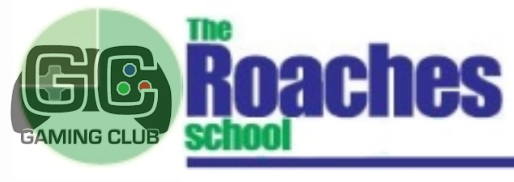 GC
GAMING CLUB
The
Roaches
school